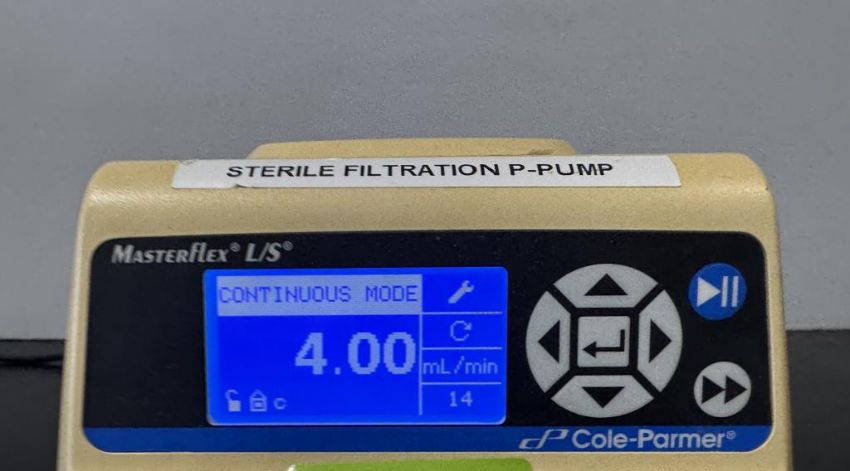 STERILE FILTRATION P-PUMP
MASTERFLEX® L/S®
CONTINUOUS MODE
4.00
mL/min
14
c
Cole-Parmer®